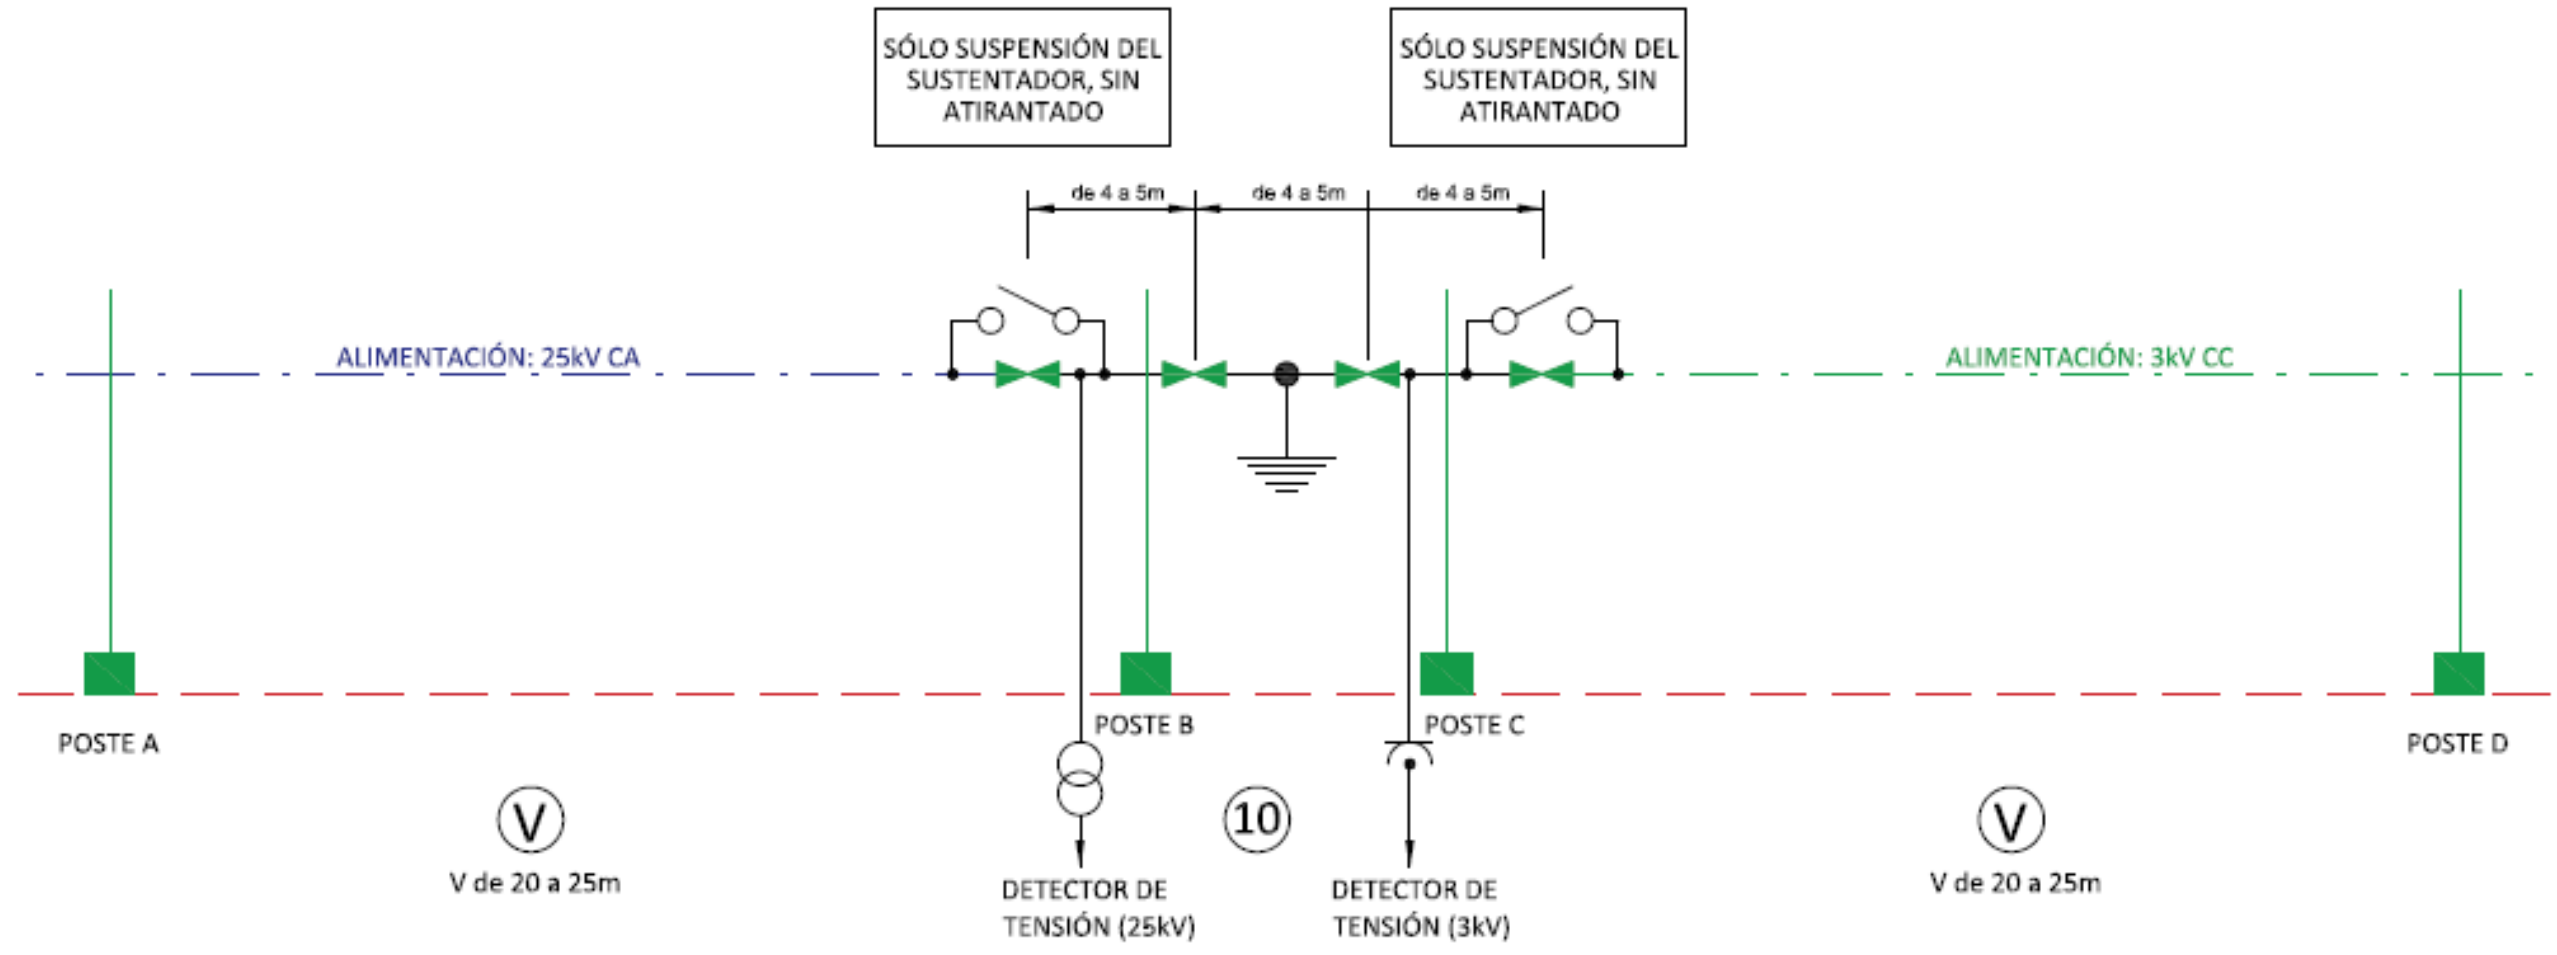 SÓLO SUSPENSIÓN DEL
SUSTENTADOR, SIN
ATIRANTADO
SÓLO SUSPENSIÓN DEL
SUSTENTADOR, SIN
ATIRANTADO
de 4 a 5m
de 4 a 5m
de 4 a 5m
ALIMENTACIÓN: 25kV CA
ALIMENTACIÓN: 3kV CC
POSTE A
POSTE B
POSTE C
POSTE D
V
10
V
V de 20 a 25m
DETECTOR DE
TENSIÓN (25kV)
DETECTOR DE
TENSIÓN (3kV)
V de 20 a 25m